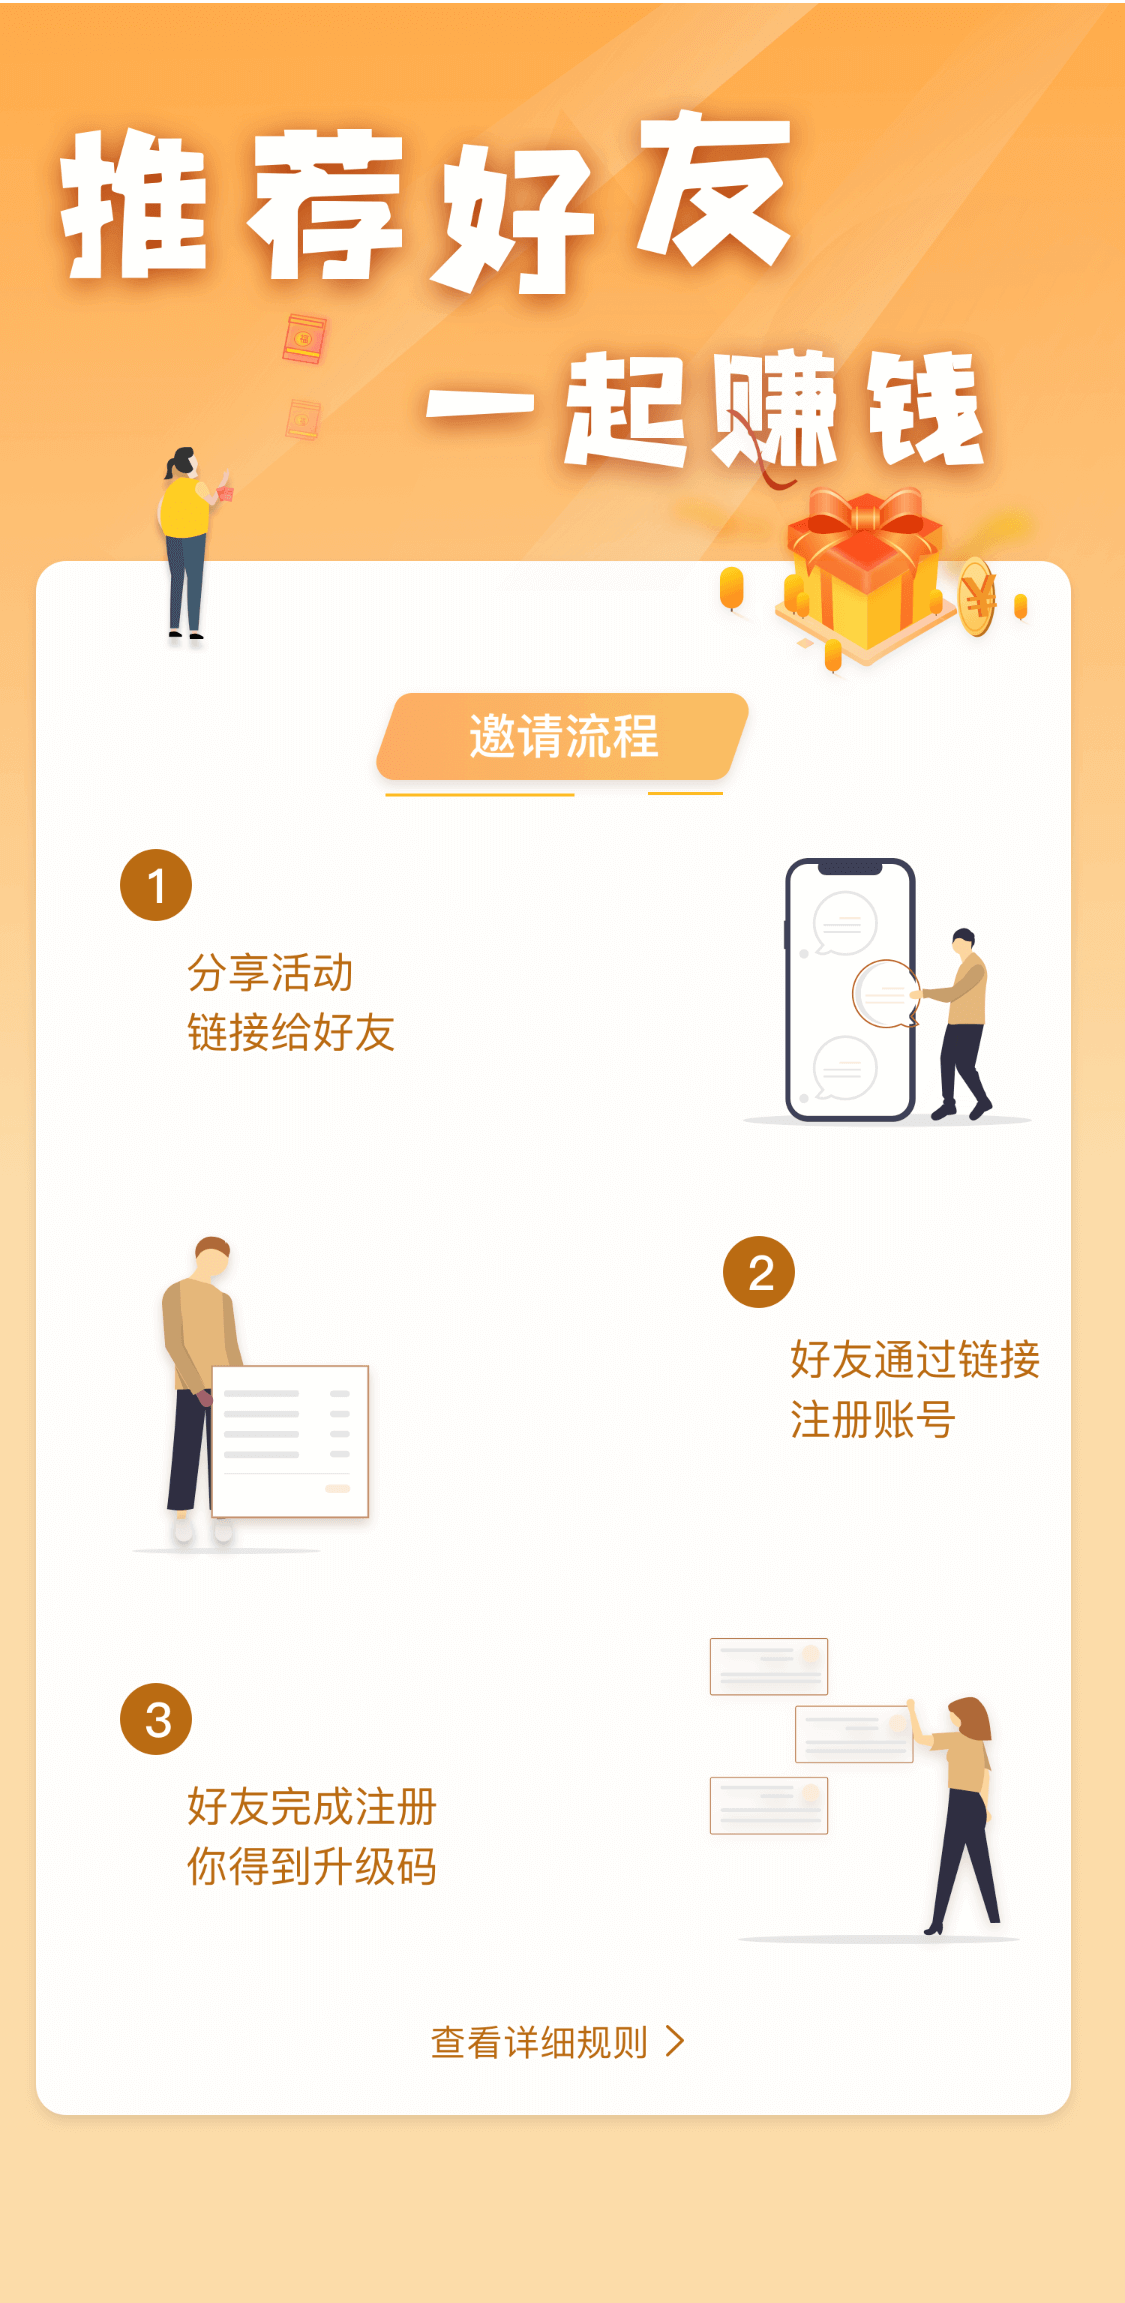 推荐好友
一起赚钱
福
邀请流程
1
分享活动
链接给好友
2
好友通过链接
注册账号
3
好友完成注册
你得到升级码
查看详细规则